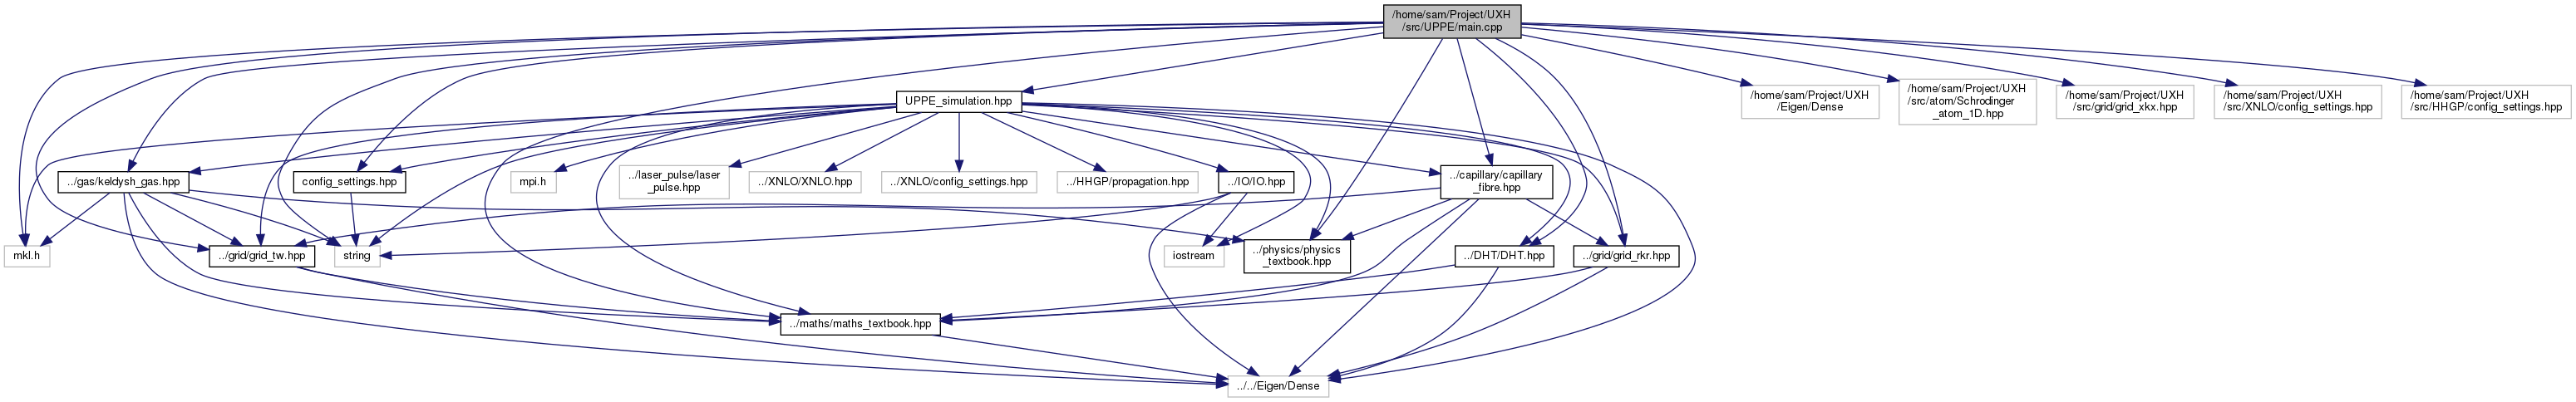 /home/sam/Project/UXH
/src/UPPE/main.cpp
UPPE_simulation.hpp
/home/sam/Project/UXH
/Eigen/Dense
/home/sam/Project/UXH
/src/atom/Schrodinger
_atom_1D.hpp
/home/sam/Project/UXH
/src/grid/grid_xkx.hpp
/home/sam/Project/UXH
/src/XNLO/config_settings.hpp
/home/sam/Project/UXH
/src/HHGP/config_settings.hpp
../gas/keldysh_gas.hpp
config_settings.hpp
mpi.h
../laser_pulse/laser
_pulse.hpp
../XNLO/XNLO.hpp
../XNLO/config_settings.hpp
../HHGP/propagation.hpp
../IO/IO.hpp
../capillary/capillary
_fibre.hpp
mkl.h
../grid/grid_tw.hpp
string
iostream
../physics/physics
_textbook.hpp
../DHT/DHT.hpp
../grid/grid_rkr.hpp
../maths/maths_textbook.hpp
../../Eigen/Dense